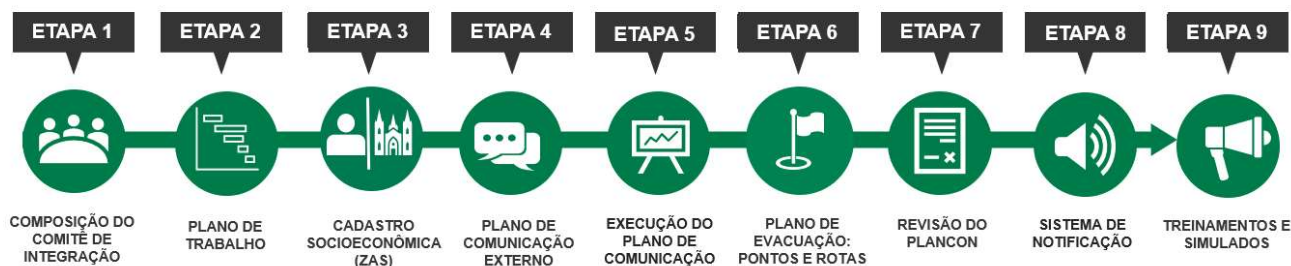 ETAPA 1
ETAPA 2
ETAPA 3
ETAPA 4
ETAPA 5
ETAPA 6
ETAPA 7
ETAPA 8
ETAPA 9
COMPOSIÇÃO DO
COMITÊ DE
INTEGRAÇÃO
PLANO DE
TRABALHO
CADASTRO
SOCIOECONÔMICA
(ZAS)
PLANO DE
COMUNICAÇÃO
EXTERNO
EXECUÇÃO DO
PLANO DE
COMUNICAÇÃO
PLANO DE
EVACUAÇÃO:
PONTOS E ROTAS
REVISÃO DO
PLANCON
SISTEMA DE
NOTIFICAÇÃO
TREINAMENTOS E
SIMULADOS